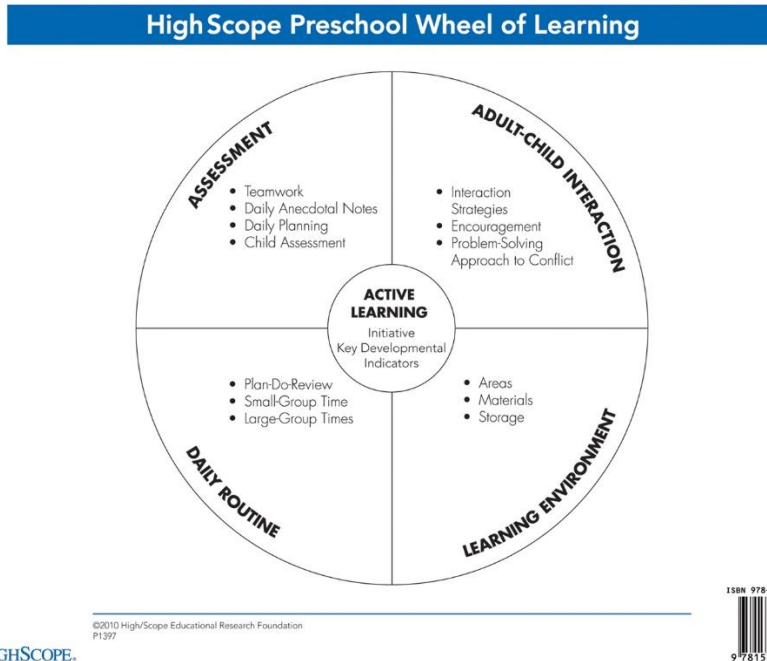 HighScope Preschool Wheel of Learning
ASSESSMENT
• Teamwork
• Daily Anecdotal Notes
• Daily Planning
• Child Assessment
ADULT-CHILD INTERACTION
• Interaction
Strategies
• Encouragement
• Problem-Solving
Approach to Conflict
ACTIVE
LEARNING
Initiative
Key Developmental
Indicators
• Plan-Do-Review
• Small-Group Time
• Large-Group Times
DAILY ROUTINE
• Areas
• Materials
• Storage
LEARNING ENVIRONMENT
©2010 High/Scope Educational Research Foundation
P1397
GHSCOPE®
ISBN 978-
9 7815